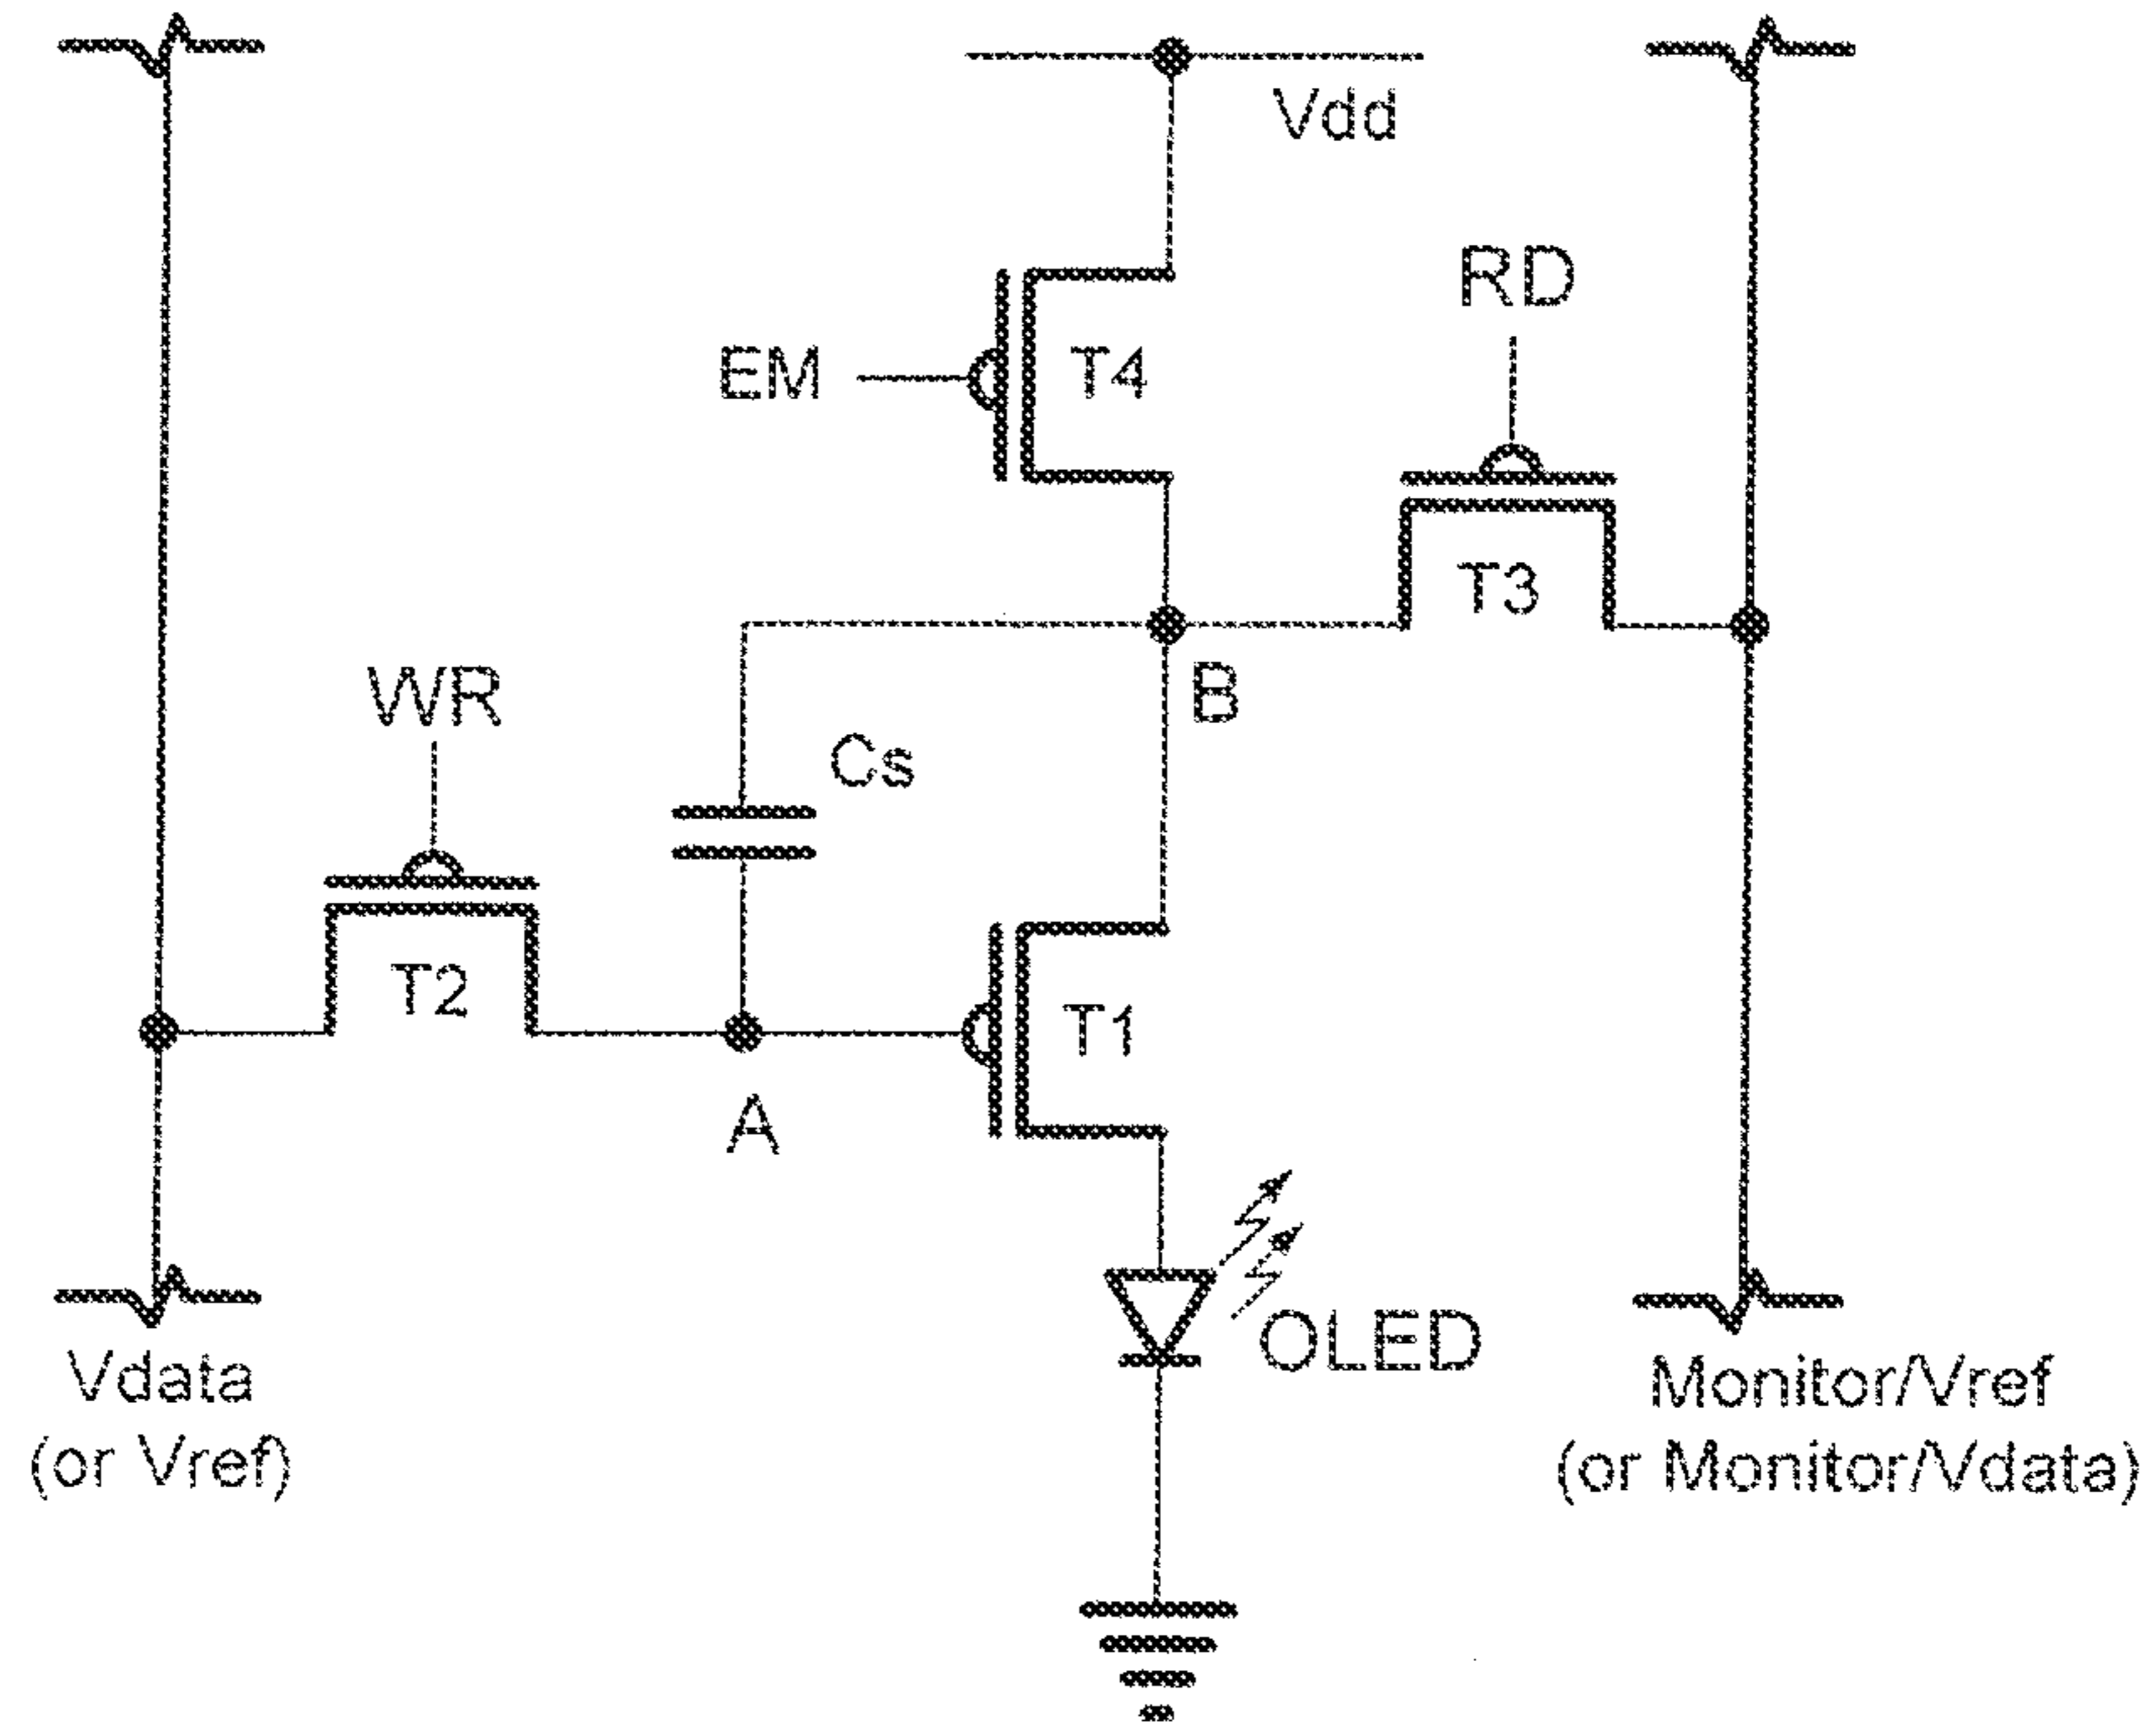 Vdd
RD
EM
T4
T3
WR
B
Cs
T2
T1
A
OLED
Vdata
(or Vref)
Monitor/Vref
(or Monitor/Vdata)